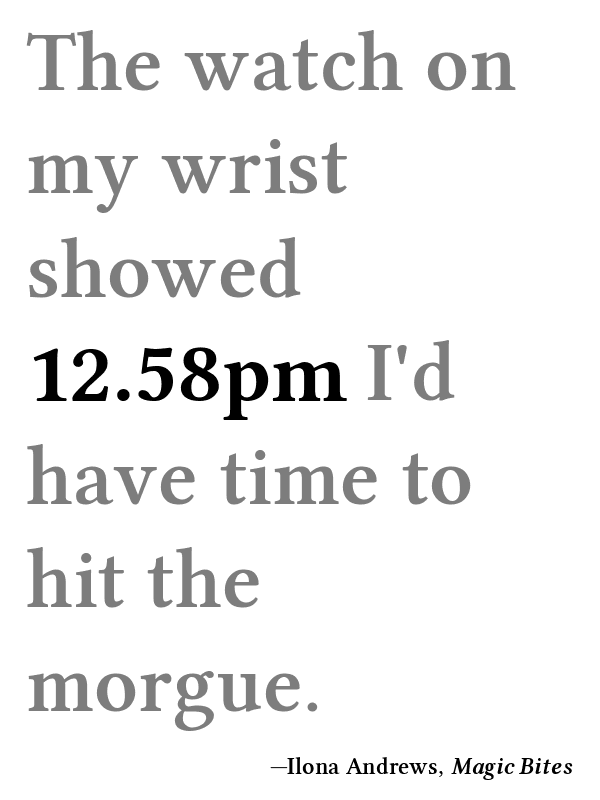 The watch on
my wrist
showed
12.58pm I'd
have time to
hit the
morgue.
—Ilona Andrews, Magic Bites